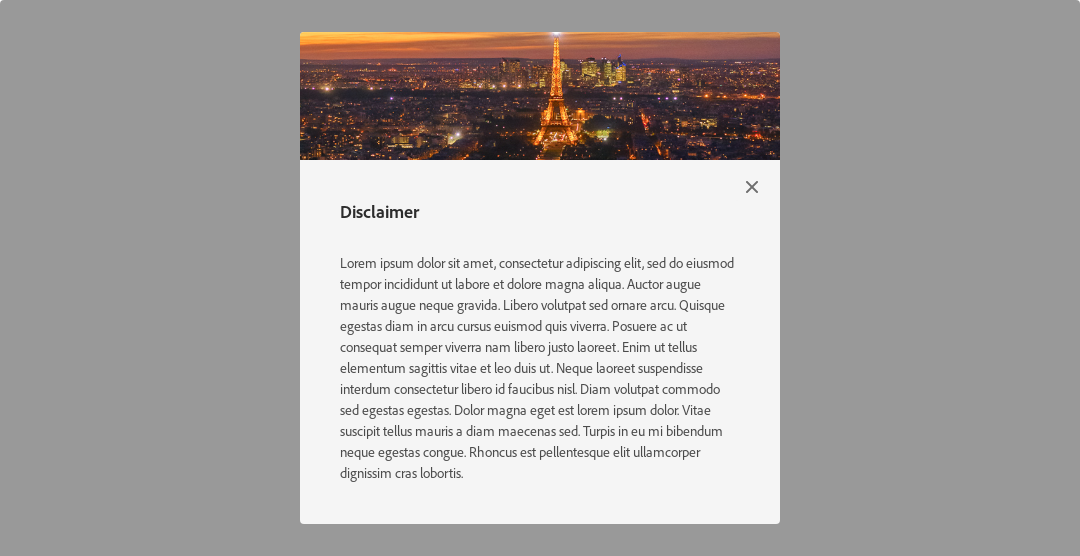 Disclaimer
Lorem ipsum dolor sit amet, consectetur adipiscing elit, sed do eiusmod
tempor incididunt ut labore et dolore magna aliqua. Auctor augue
mauris augue neque gravida. Libero volutpat sed ornare arcu. Quisque
egestas diam in arcu cursus euismod quis viverra. Posuere ac ut
consequat semper viverra nam libero justo laoreet. Enim ut tellus
elementum sagittis vitae et leo duis ut. Neque laoreet suspendisse
interdum consectetur libero id faucibus nisl. Diam volutpat commodo
sed egestas egestas. Dolor magna eget est lorem ipsum dolor. Vitae
suscipit tellus mauris a diam maecenas sed. Turpis in eu mi bibendum
neque egestas congue. Rhoncus est pellentesque elit ullamcorper
dignissim cras lobortis.